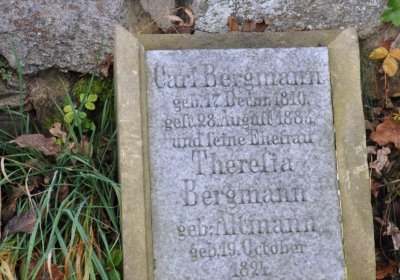 Carl Bergmann
geb. 17. Decbr. 1810,
gest. 28. August 1885,
und seine Ehefrau
Theresia
Bergmann
geb: Altmann
geb. 19. October
1821.